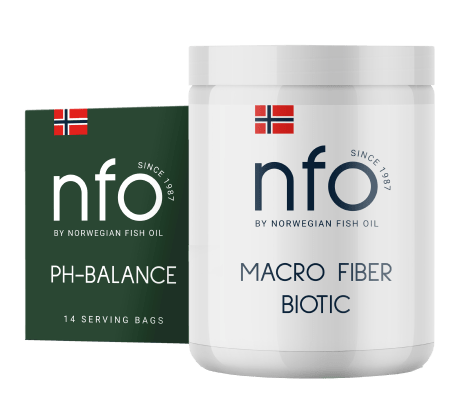 nfo
SINCE 1987
BY NORWEGIAN FISH OIL
PH-BALANCE
14 SERVING BAGS
nfo
SINCE 1987
BY NORWEGIAN FISH OIL
MACRO FIBER
BIOTIC